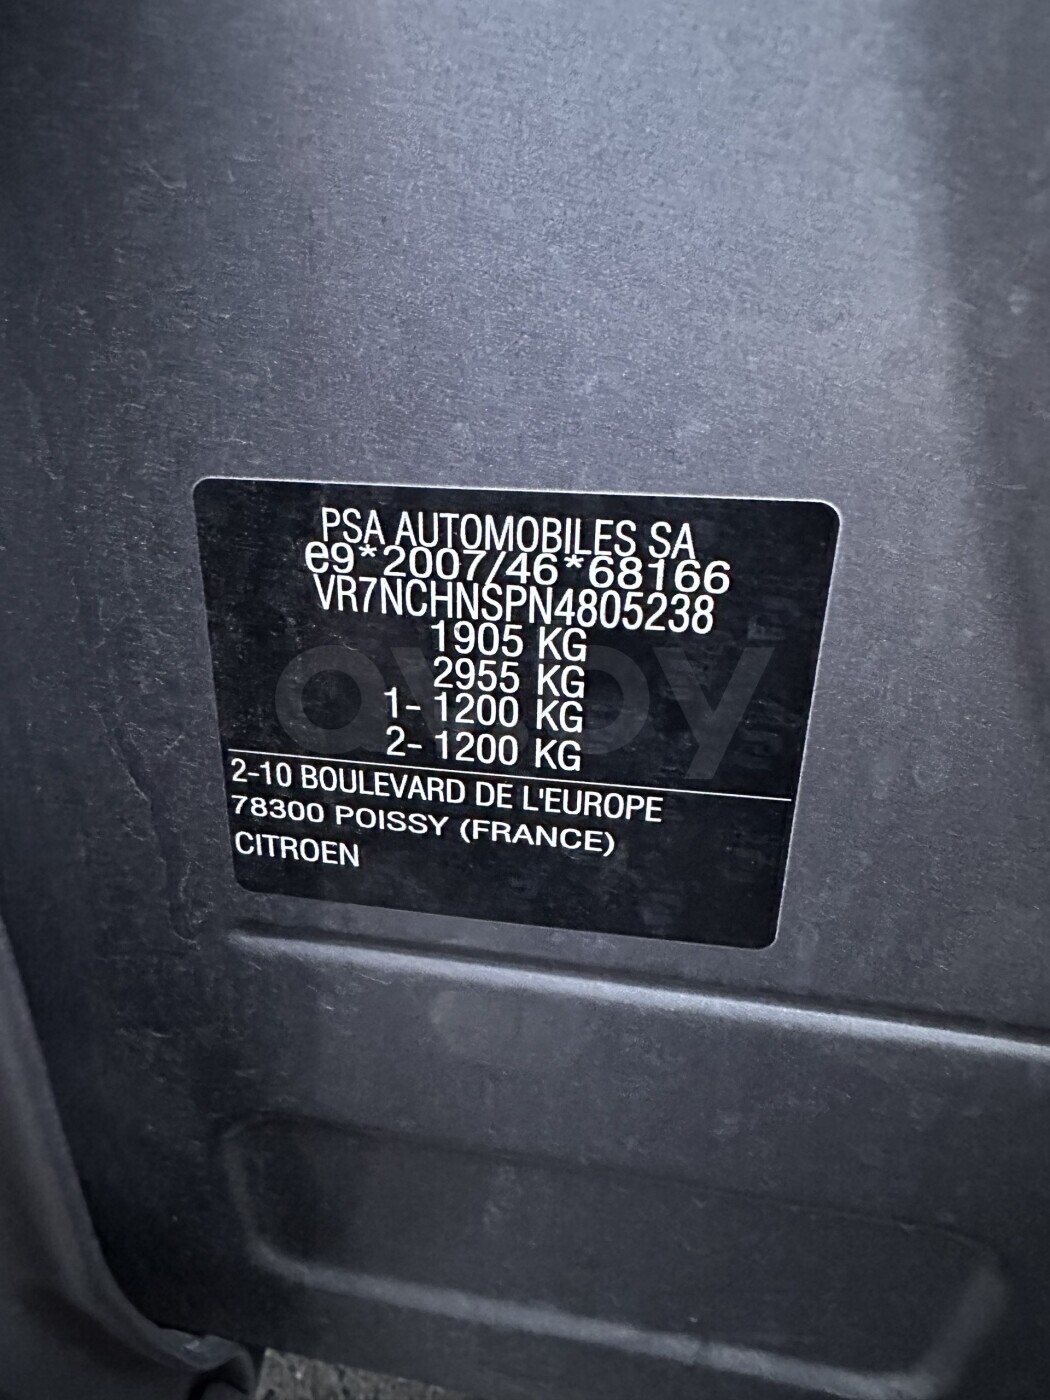 PSA AUTOMOBILES SA
e9*2007/46*68166
VR7NCHNSPN4805238
1905 KG
2955 KG
1- 1200 KG
2- 1200 KG
2-10 BOULEVARD DE L'EUROPE
78300 POISSY (FRANCE)
CITROEN